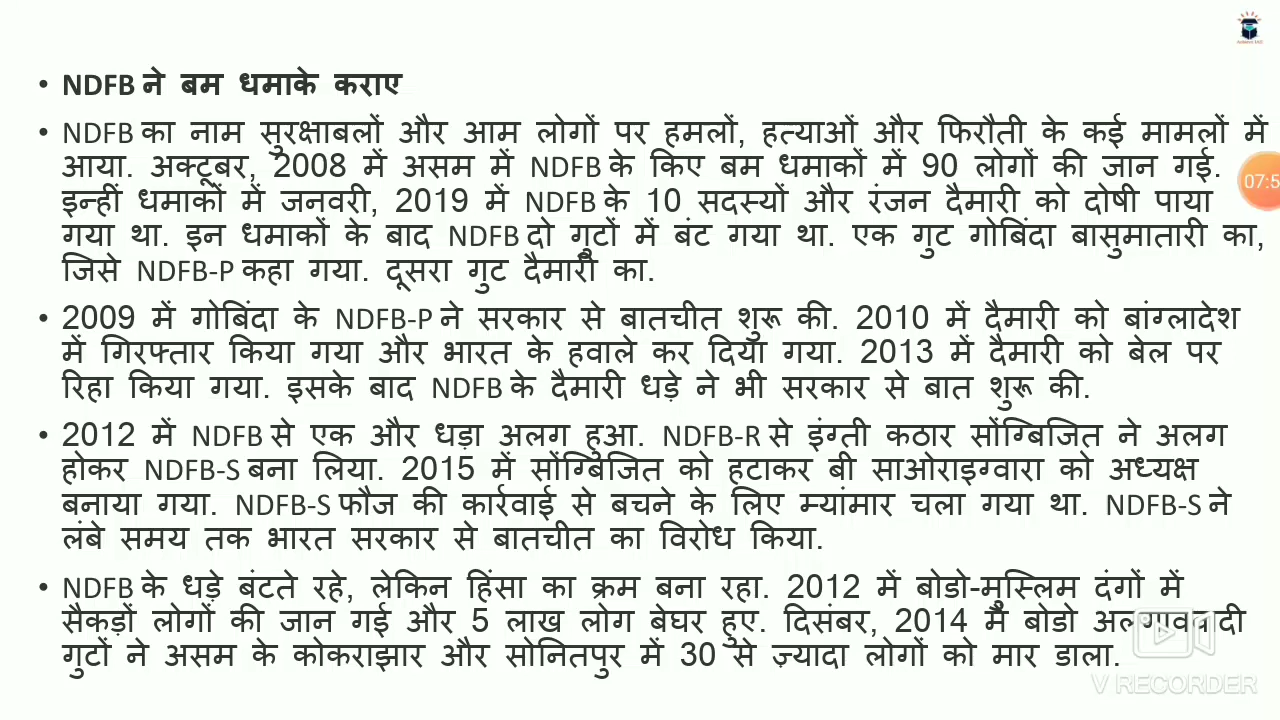 NDFB ने बम धमाके कराए
NDFB का नाम सुरक्षाबलों और आम लोगों पर हमलों, हत्याओं और फिरौती के कई मामलों में
आया. अक्टूबर, 2008 में असम में NDFB के किए बम धमाकों में 90 लोगों की जान गई.
इन्हीं धमाकों में जनवरी, 2019 में NDFB के 10 सदस्यों और रंजन दैमारी को दोषी पाया
गया था. इन धमाकों के बाद NDFB दो गुटों में बंट गया था. एक गुट गोबिंदा बासुमातारी का,
जिसे NDFB-P कहा गया. दूसरा गुट दैमारी का.
2009 में गोबिंदा के NDFB-P ने सरकार से बातचीत शुरू की. 2010 में दैमारी को बांग्लादेश
में गिरफ्तार किया गया और भारत के हवाले कर दिया गया. 2013 में दैमारी को बेल पर
रिहा किया गया. इसके बाद NDFB के दैमारी धड़े ने भी सरकार से बात शुरू की.
2012 में NDFB से एक और धड़ा अलग हुआ. NDFB-R से इंग्ती कठार सोंग्बिजित ने अलग
होकर NDFB-S बना लिया. 2015 में सोंग्बिजित को हटाकर बी साओराइग्वारा को अध्यक्ष
बनाया गया. NDFB-S फौज की कार्रवाई से बचने के लिए म्यांमार चला गया था. NDFB-S ने
लंबे समय तक भारत सरकार से बातचीत का विरोध किया.
NDFB के धड़े बंटते रहे, लेकिन हिंसा का क्रम बना रहा. 2012 में बोडो-मुस्लिम दंगों में
सैकड़ों लोगों की जान गई और 5 लाख लोग बेघर हुए. दिसंबर, 2014 में बोडो अलगाववादी
गुटों ने असम के कोकराझार और सोनितपुर में 30 से ज़्यादा लोगों को मार डाला.
07:5
V RECORDER